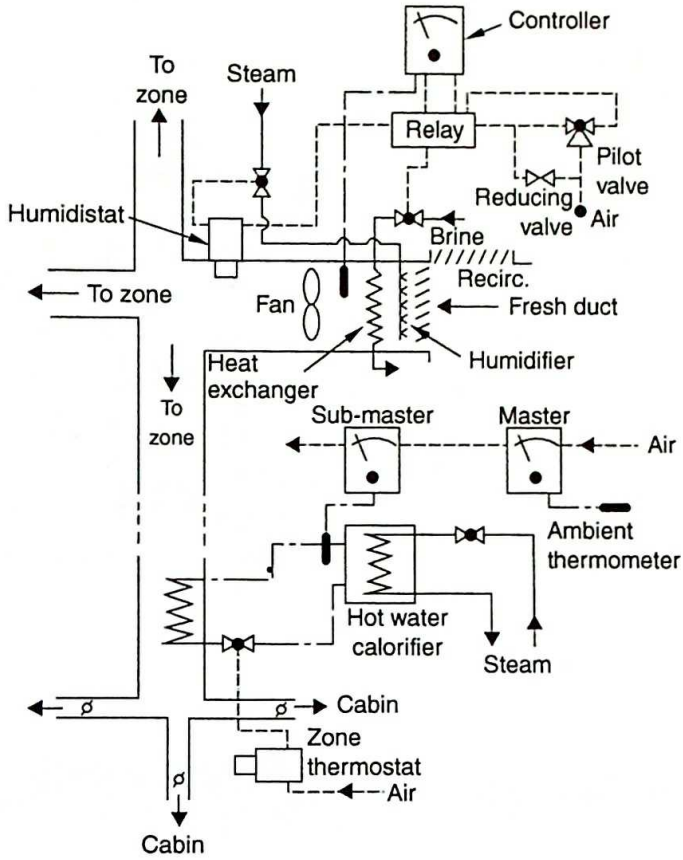 Controller
To
zone
Steam
Relay
Pilot
valve
Reducing
valve
Air
Humidistat
Brine
Recirc.
To zone
Fan
Fresh duct
Heat
exchanger
Humidifier
To
zone
Sub-master
Master
Air
Ambient
thermometer
Hot water
calorifier
Steam
Cabin
Zone
thermostat
Air
Cabin